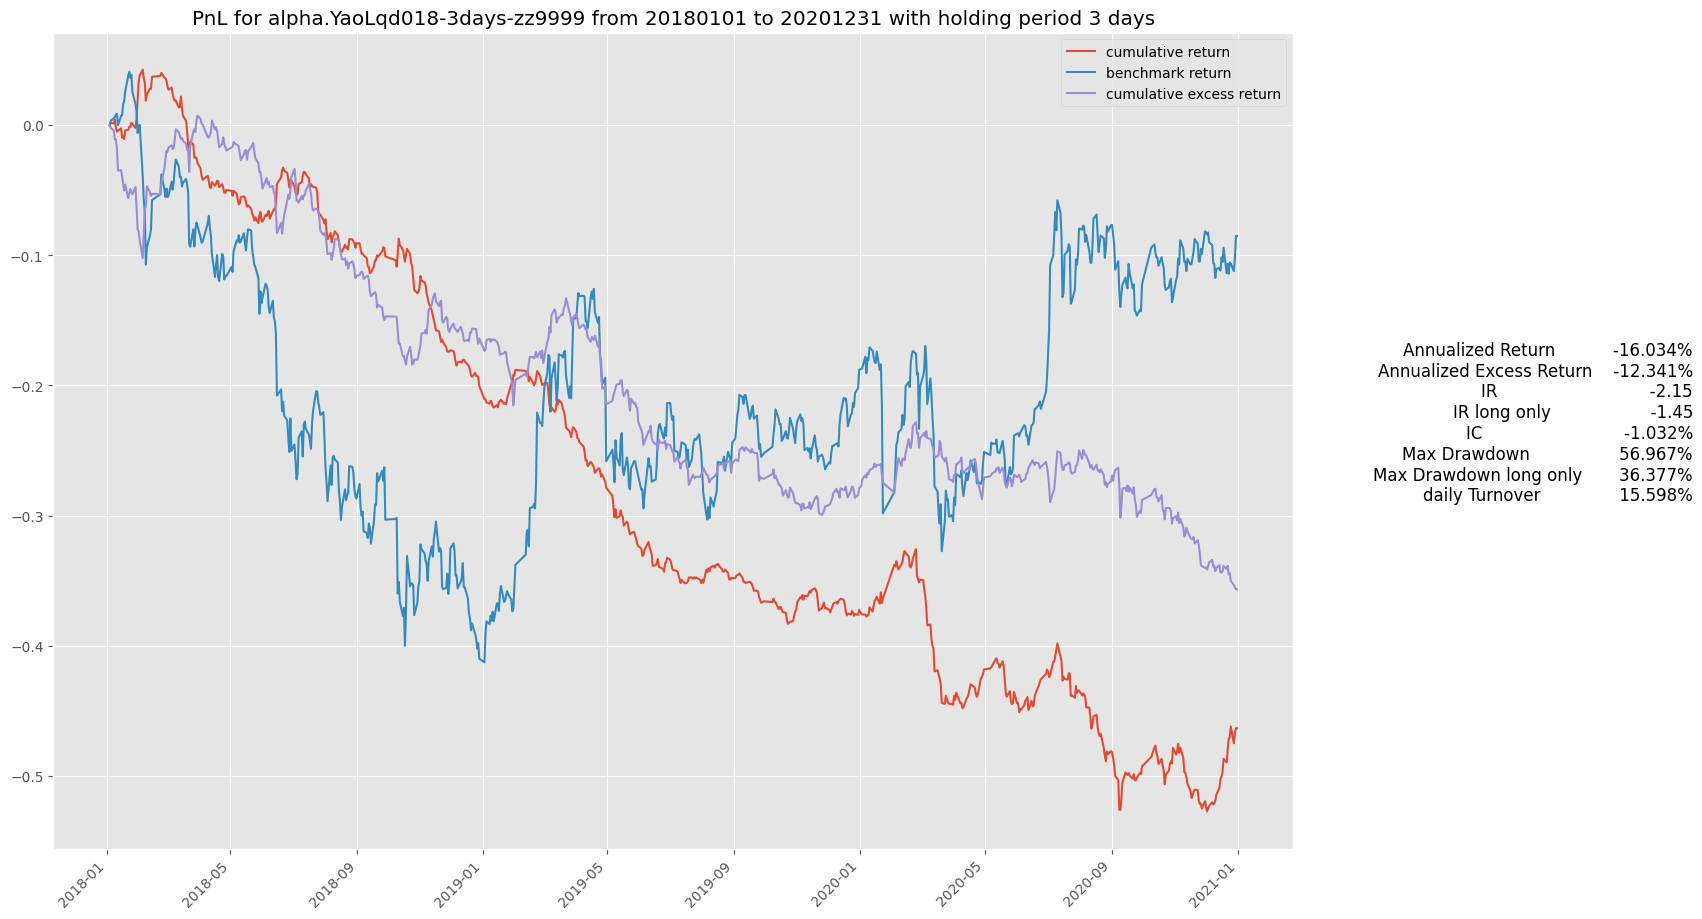 PnL for alpha.YaoLqd018-3days-zz9999 from 20180101 to 20201231 with holding period 3 days
cumulative return
benchmark return
cumulative excess return
0.0
−0.1
−0.2
−0.3
−0.4
−0.5
Annualized Return -16.034%
Annualized Excess Return -12.341%
IR -2.15
IR long only -1.45
IC -1.032%
Max Drawdown 56.967%
Max Drawdown long only 36.377%
daily Turnover 15.598%
2018-01
2018-05
2018-09
2019-01
2019-05
2019-09
2020-01
2020-05
2020-09
2021-01